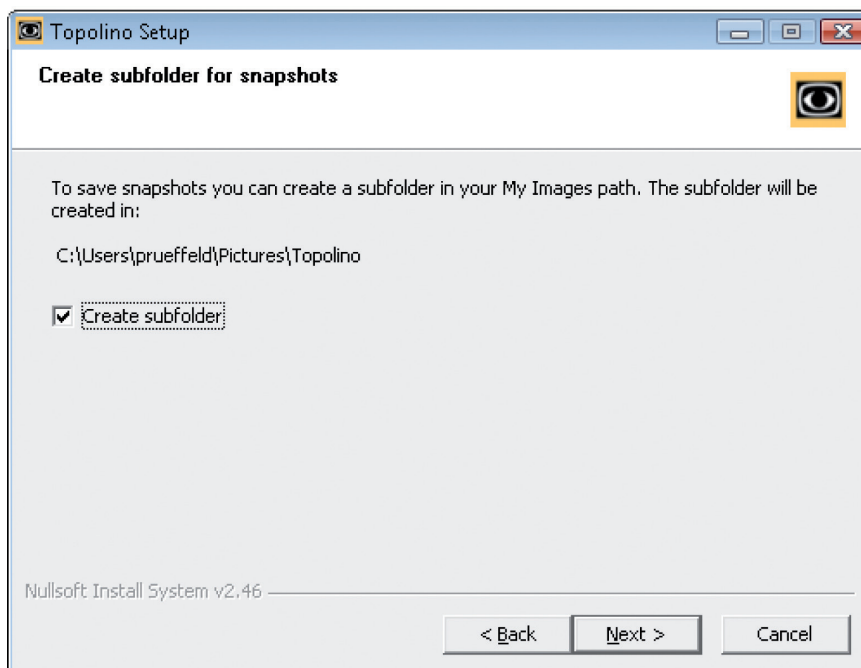 Topolino Setup
Create subfolder for snapshots
To save snapshots you can create a subfolder in your My Images path. The subfolder will be
created in:
C:\Users\prueffeld\Pictures\Topolino
Create subfolder
Nullsoft Install System v2.46
< Back Next > Cancel